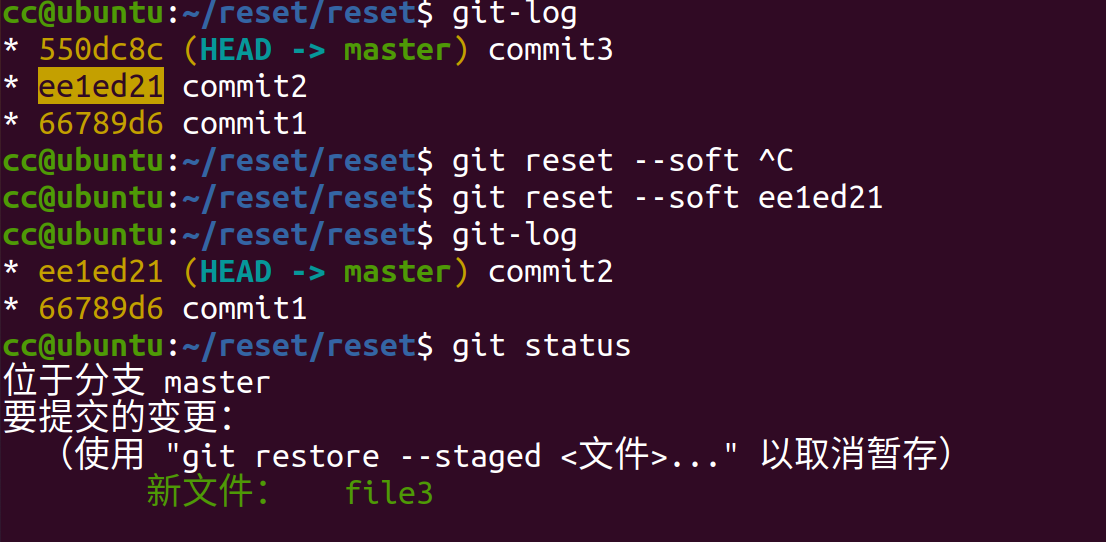 cc@ubuntu:~/reset/reset$ git-log
* 550dc8c (HEAD -> master) commit3
* ee1ed21 commit2
* 66789d6 commit1
cc@ubuntu:~/reset/reset$ git reset --soft ^C
cc@ubuntu:~/reset/reset$ git reset --soft ee1ed21
cc@ubuntu:~/reset/reset$ git-log
* ee1ed21 (HEAD -> master) commit2
* 66789d6 commit1
cc@ubuntu:~/reset/reset$ git status
位于分支 master
要提交的变更：
（使用 "git restore --staged <文件>..." 以取消暂存）
新文件： file3